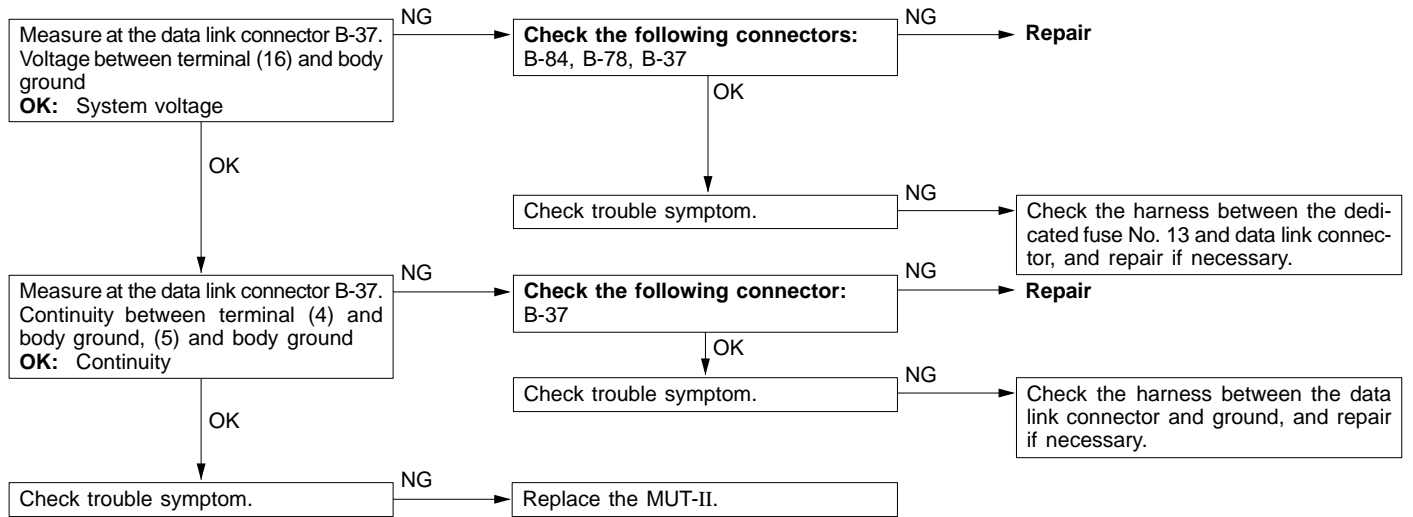 Measure at the data link connector B-37.
Voltage between terminal (16) and body
ground
OK: System voltage
NG
Check the following connectors:
B-84, B-78, B-37
NG
Repair
OK
OK
Check trouble symptom.
NG
Check the harness between the dedi-
cated fuse No. 13 and data link connec-
tor, and repair if necessary.
Measure at the data link connector B-37.
Continuity between terminal (4) and
body ground, (5) and body ground
OK: Continuity
NG
Check the following connector:
B-37
NG
Repair
OK
Check trouble symptom.
NG
Check the harness between the data
link connector and ground, and repair
if necessary.
OK
Check trouble symptom.
NG
Replace the MUT-II.